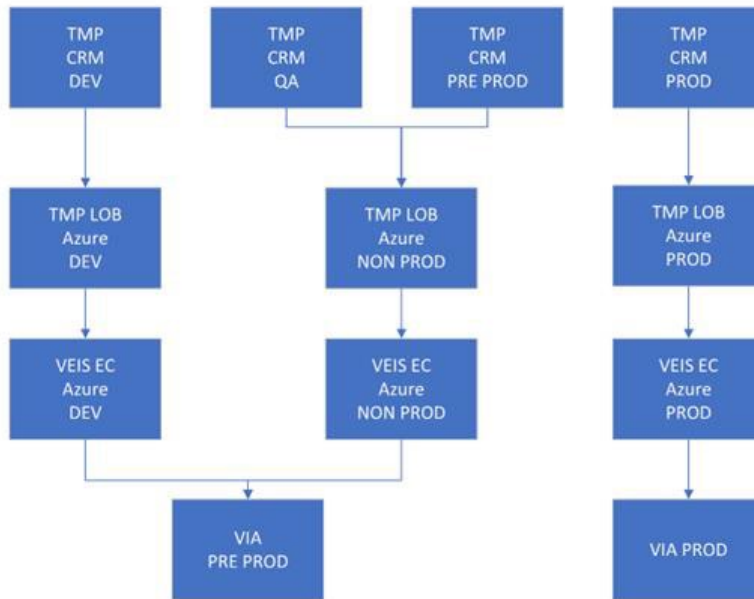 TMP
CRM
DEV
TMP
CRM
QA
TMP
CRM
PRE PROD
TMP
CRM
PROD
TMP LOB
Azure
DEV
TMP LOB
Azure
NON PROD
TMP LOB
Azure
PROD
VEIS EC
Azure
DEV
VEIS EC
Azure
NON PROD
VEIS EC
Azure
PROD
VIA
PRE PROD
VIA PROD